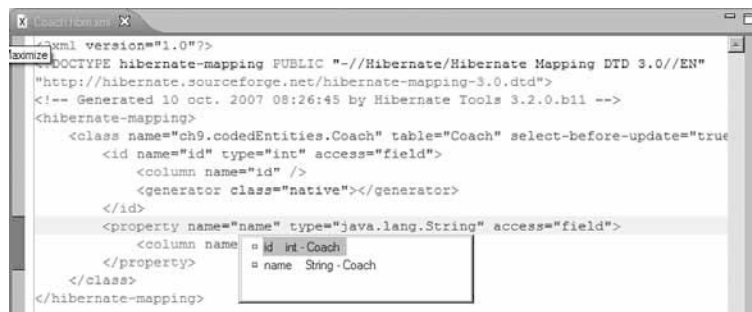 Coach.hbm.xml
<?xml version="1.0"?>
Maximize
<!DOCTYPE hibernate-mapping PUBLIC "-//Hibernate/Hibernate Mapping DTD 3.0//EN"
"http://hibernate.sourceforge.net/hibernate-mapping-3.0.dtd">
<!-- Generated 10 oct. 2007 08:26:45 by Hibernate Tools 3.2.0.b11 -->
<hibernate-mapping>
<class name="ch9.codedEntities.Coach" table="Coach" select-before-update="true
<id name="id" type="int" access="field">
<column name="id" />
<generator class="native"></generator>
</id>
<property name="name" type="java.lang.String" access="field">
<column name
id int - Coach
</property>
name String - Coach
</class>
</hibernate-mapping>